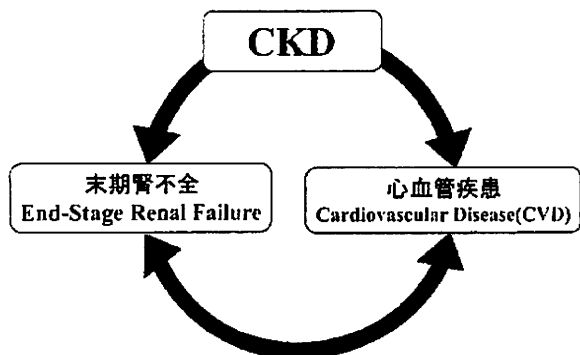 CKD
末期腎不全
End-Stage Renal Failure
心血管疾患
Cardiovascular Disease(CVD)